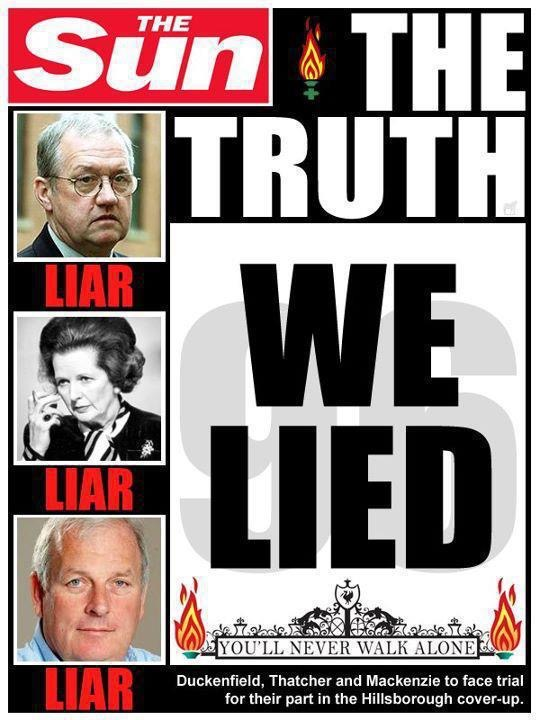 THE
Sun
THE
TRUTH
LIAR
LIAR
LIAR
96
WE
LIED
YOU'LL NEVER WALK ALONE
Duckenfield, Thatcher and Mackenzie to face trial
for their part in the Hillsborough cover-up.